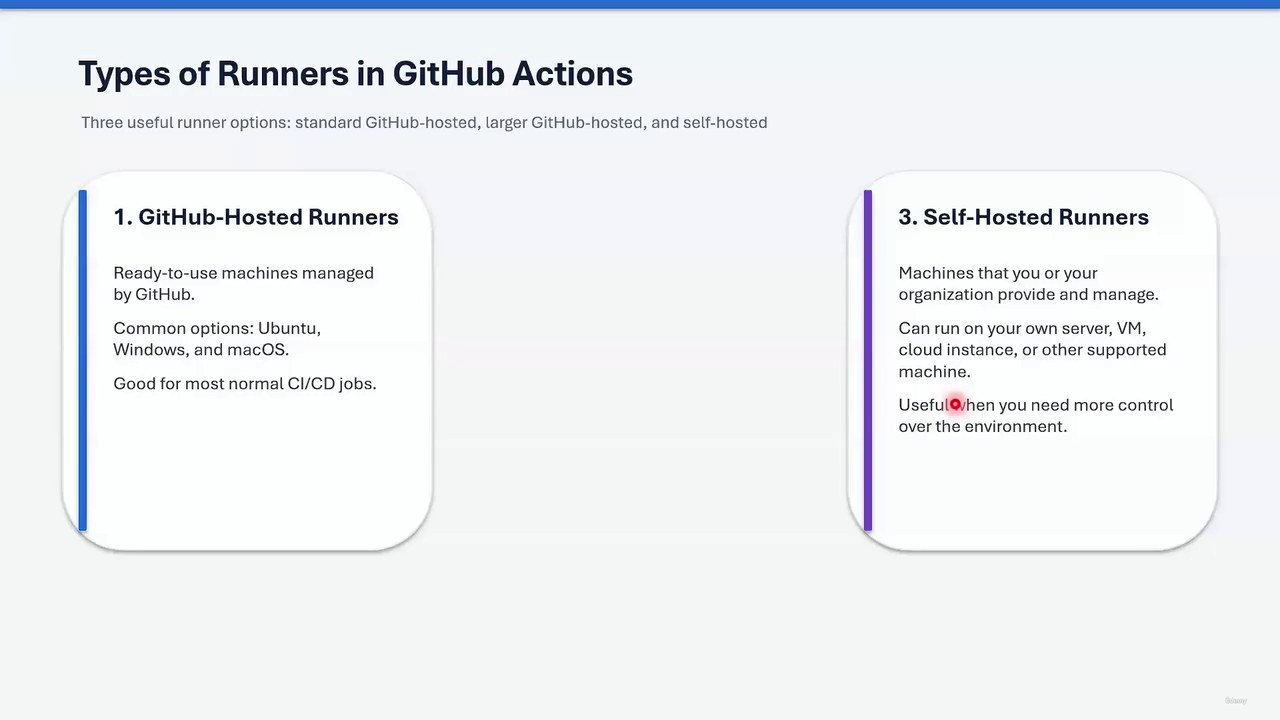 Types of Runners in GitHub Actions
Three useful runner options: standard GitHub-hosted, larger GitHub-hosted, and self-hosted
1. GitHub-Hosted Runners
Ready-to-use machines managed
by GitHub.
Common options: Ubuntu,
Windows, and macOS.
Good for most normal CI/CD jobs.
3. Self-Hosted Runners
Machines that you or your
organization provide and manage.
Can run on your own server, VM,
cloud instance, or other supported
machine.
Useful when you need more control
over the environment.
Udemy